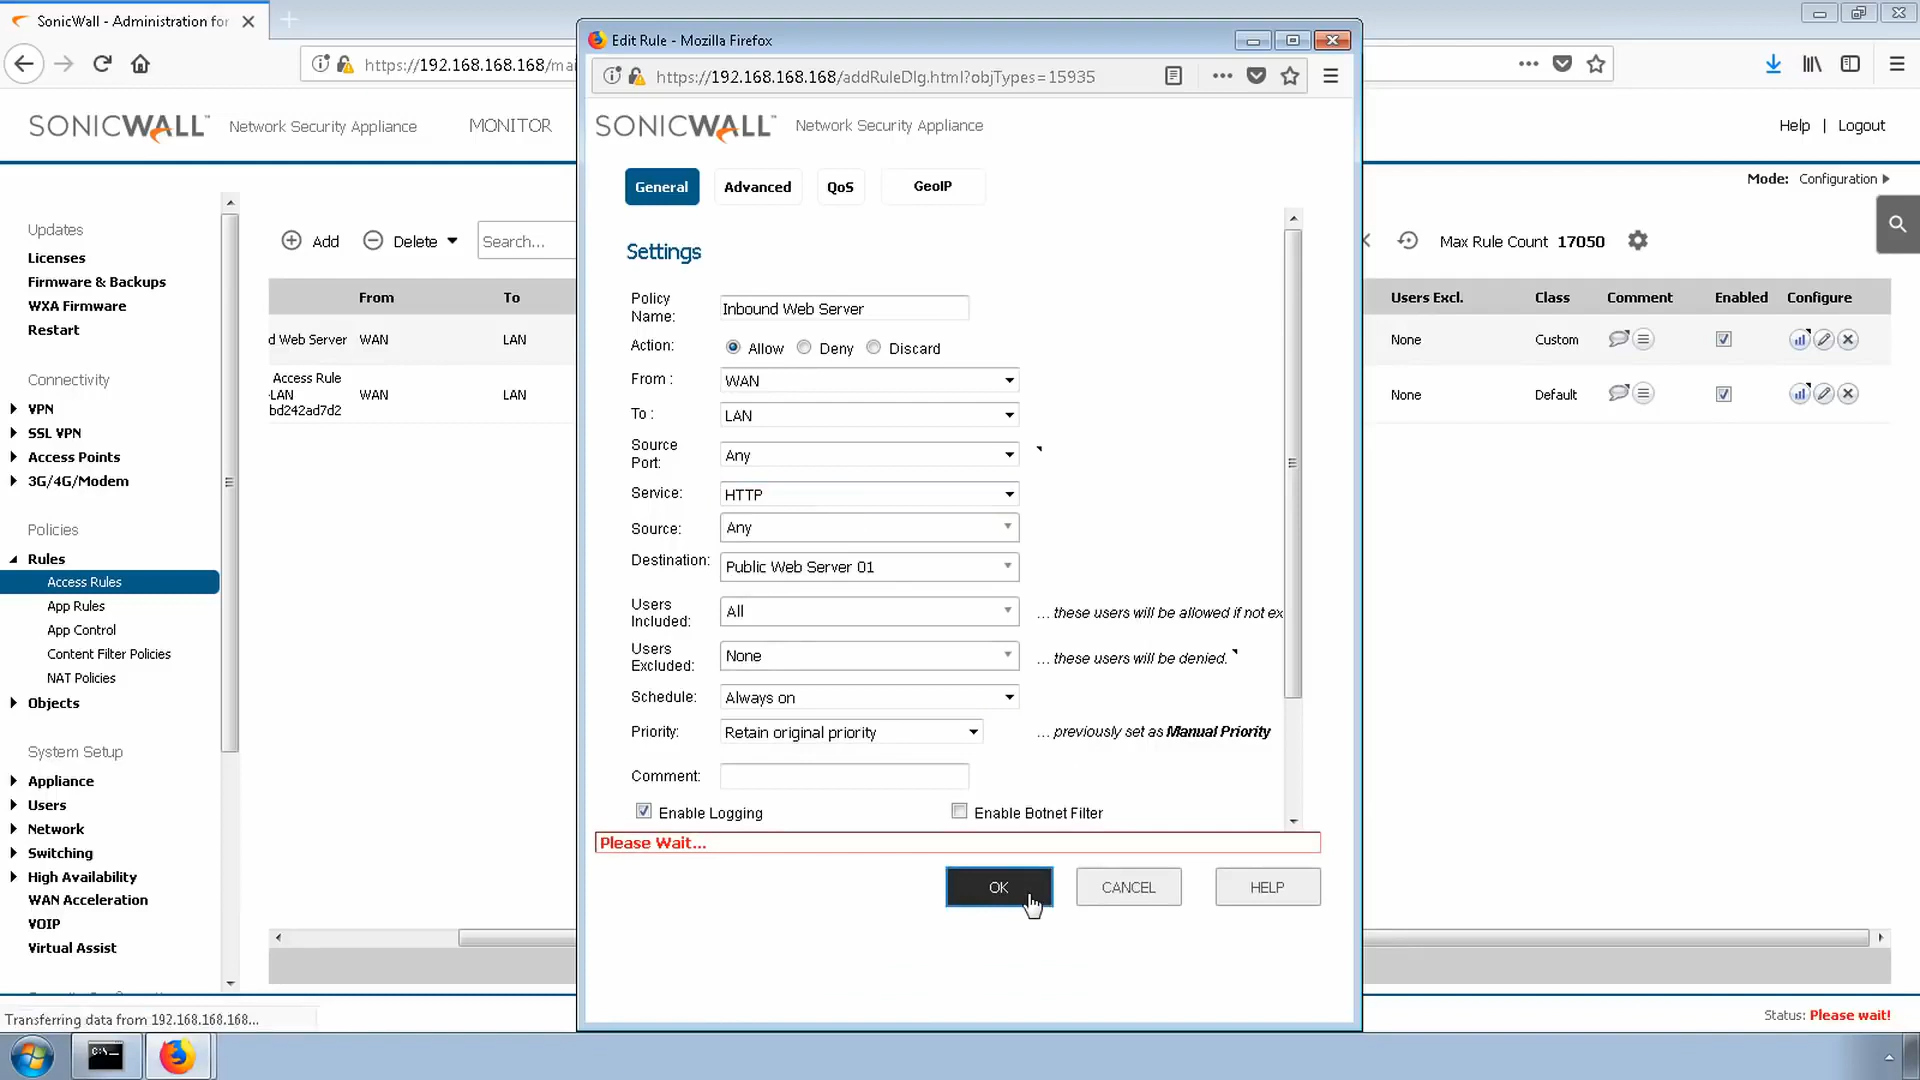 SonicWall - Administration for
Edit Rule - Mozilla Firefox
https://192.168.168.168/mai
https://192.168.168.168/addRuleDlg.html?objTypes=15935
SONICWALL Network Security Appliance MONITOR
SONICWALL Network Security Appliance
Help | Logout
Mode: Configuration
General Advanced QoS GeoIP
Updates
Licenses
Firmware & Backups
WXA Firmware
Restart
Connectivity
VPN
SSL VPN
Access Points
3G/4G/Modem
Policies
Rules
Access Rules
App Rules
App Control
Content Filter Policies
NAT Policies
Objects
System Setup
Appliance
Users
Network
Switching
High Availability
WAN Acceleration
VOIP
Virtual Assist
Add Delete Search...
Max Rule Count 17050
From To
Users Excl. Class Comment Enabled Configure
d Web Server WAN LAN
None Custom
Access Rule
-LAN
bd242ad7d2
WAN LAN
None Default
Settings
Policy
Name: Inbound Web Server
Action: Allow Deny Discard
From : WAN
To : LAN
Source
Port: Any
Service: HTTP
Source: Any
Destination: Public Web Server 01
Users
Included: All ... these users will be allowed if not ex
Users
Excluded: None ... these users will be denied.
Schedule: Always on
Priority: Retain original priority ... previously set as Manual Priority
Comment:
Enable Logging Enable Botnet Filter
Please Wait...
OK CANCEL HELP
Transferring data from 192.168.168.168...
Status: Please wait!
C:\_